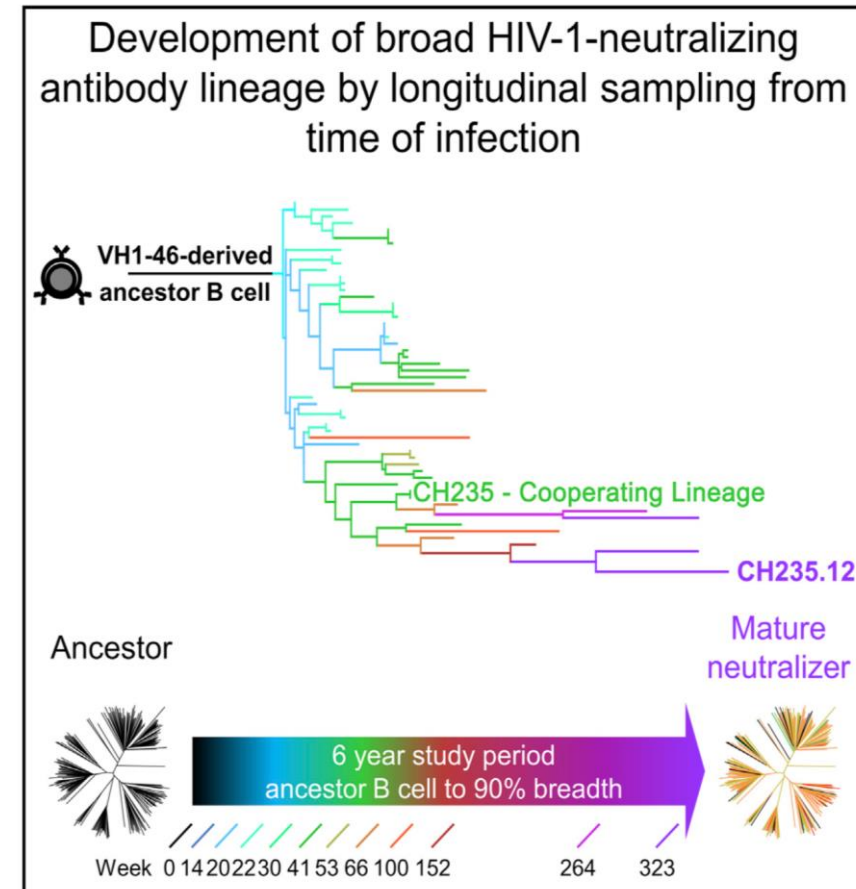 Development of broad HIV-1-neutralizing
antibody lineage by longitudinal sampling from
time of infection
VH1-46-derived
ancestor B cell
CH235 - Cooperating Lineage
CH235.12
Ancestor
Mature
neutralizer
6 year study period
ancestor B cell to 90% breadth
Week 0 14 20 22 30 41 53 66 100 152 264 323